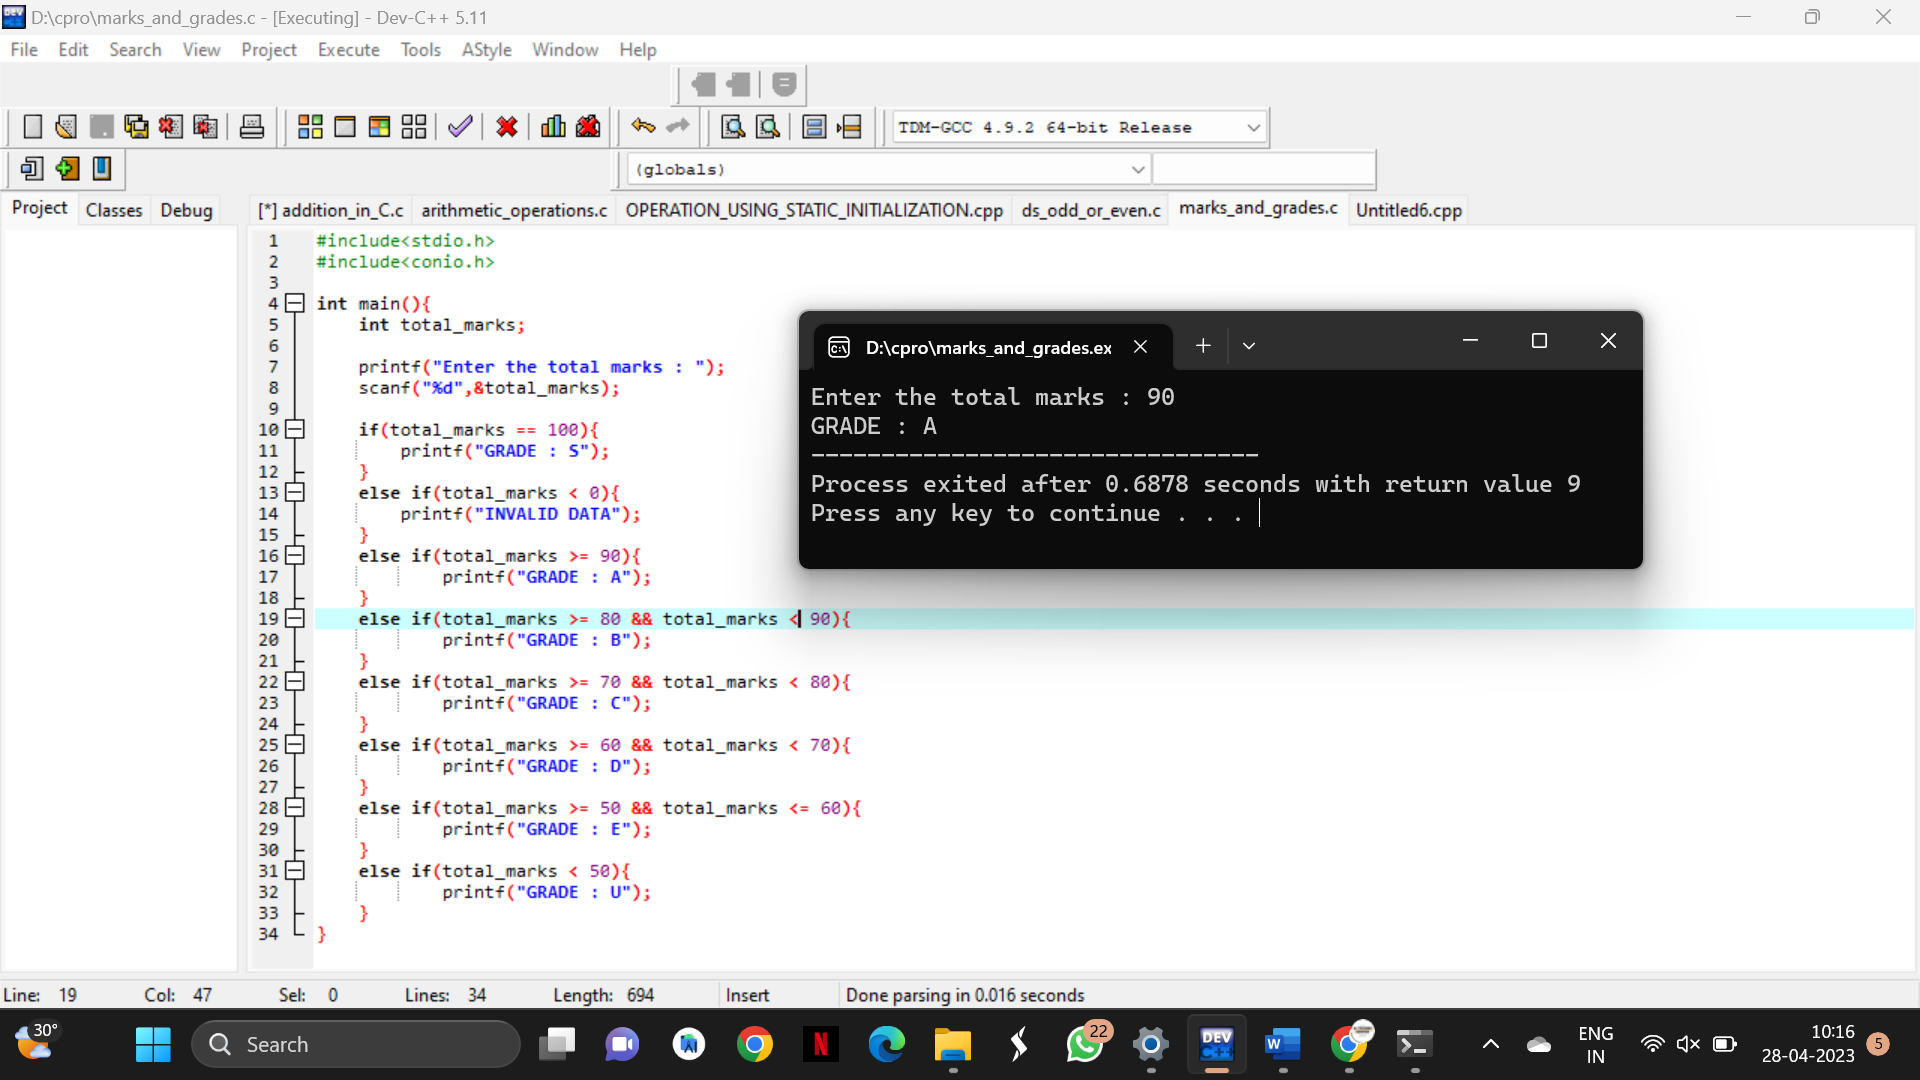 D:\cpro\marks_and_grades.c - [Executing] - Dev-C++ 5.11
File Edit Search View Project Execute Tools AStyle Window Help
TDM-GCC 4.9.2 64-bit Release
(globals)
Project Classes Debug
[*] addition_in_C.c arithmetic_operations.c OPERATION_USING_STATIC_INITIALIZATION.cpp ds_odd_or_even.c marks_and_grades.c Untitled6.cpp
1 #include<stdio.h>
2 #include<conio.h>
3
4 int main(){
5 int total_marks;
6
7 printf("Enter the total marks : ");
8 scanf("%d",&total_marks);
9
10 if(total_marks == 100){
11 printf("GRADE : S");
12 }
13 else if(total_marks < 0){
14 printf("INVALID DATA");
15 }
16 else if(total_marks >= 90){
17 printf("GRADE : A");
18 }
19 else if(total_marks >= 80 && total_marks < 90){
20 printf("GRADE : B");
21 }
22 else if(total_marks >= 70 && total_marks < 80){
23 printf("GRADE : C");
24 }
25 else if(total_marks >= 60 && total_marks < 70){
26 printf("GRADE : D");
27 }
28 else if(total_marks >= 50 && total_marks <= 60){
29 printf("GRADE : E");
30 }
31 else if(total_marks < 50){
32 printf("GRADE : U");
33 }
34 }
D:\cpro\marks_and_grades.ex
Enter the total marks : 90
GRADE : A
--------------------------------
Process exited after 0.6878 seconds with return value 9
Press any key to continue . . .
Line: 19 Col: 47 Sel: 0 Lines: 34 Length: 694 Insert Done parsing in 0.016 seconds
30° Search 22 DEV C++ W ENG IN 10:16 28-04-2023 5